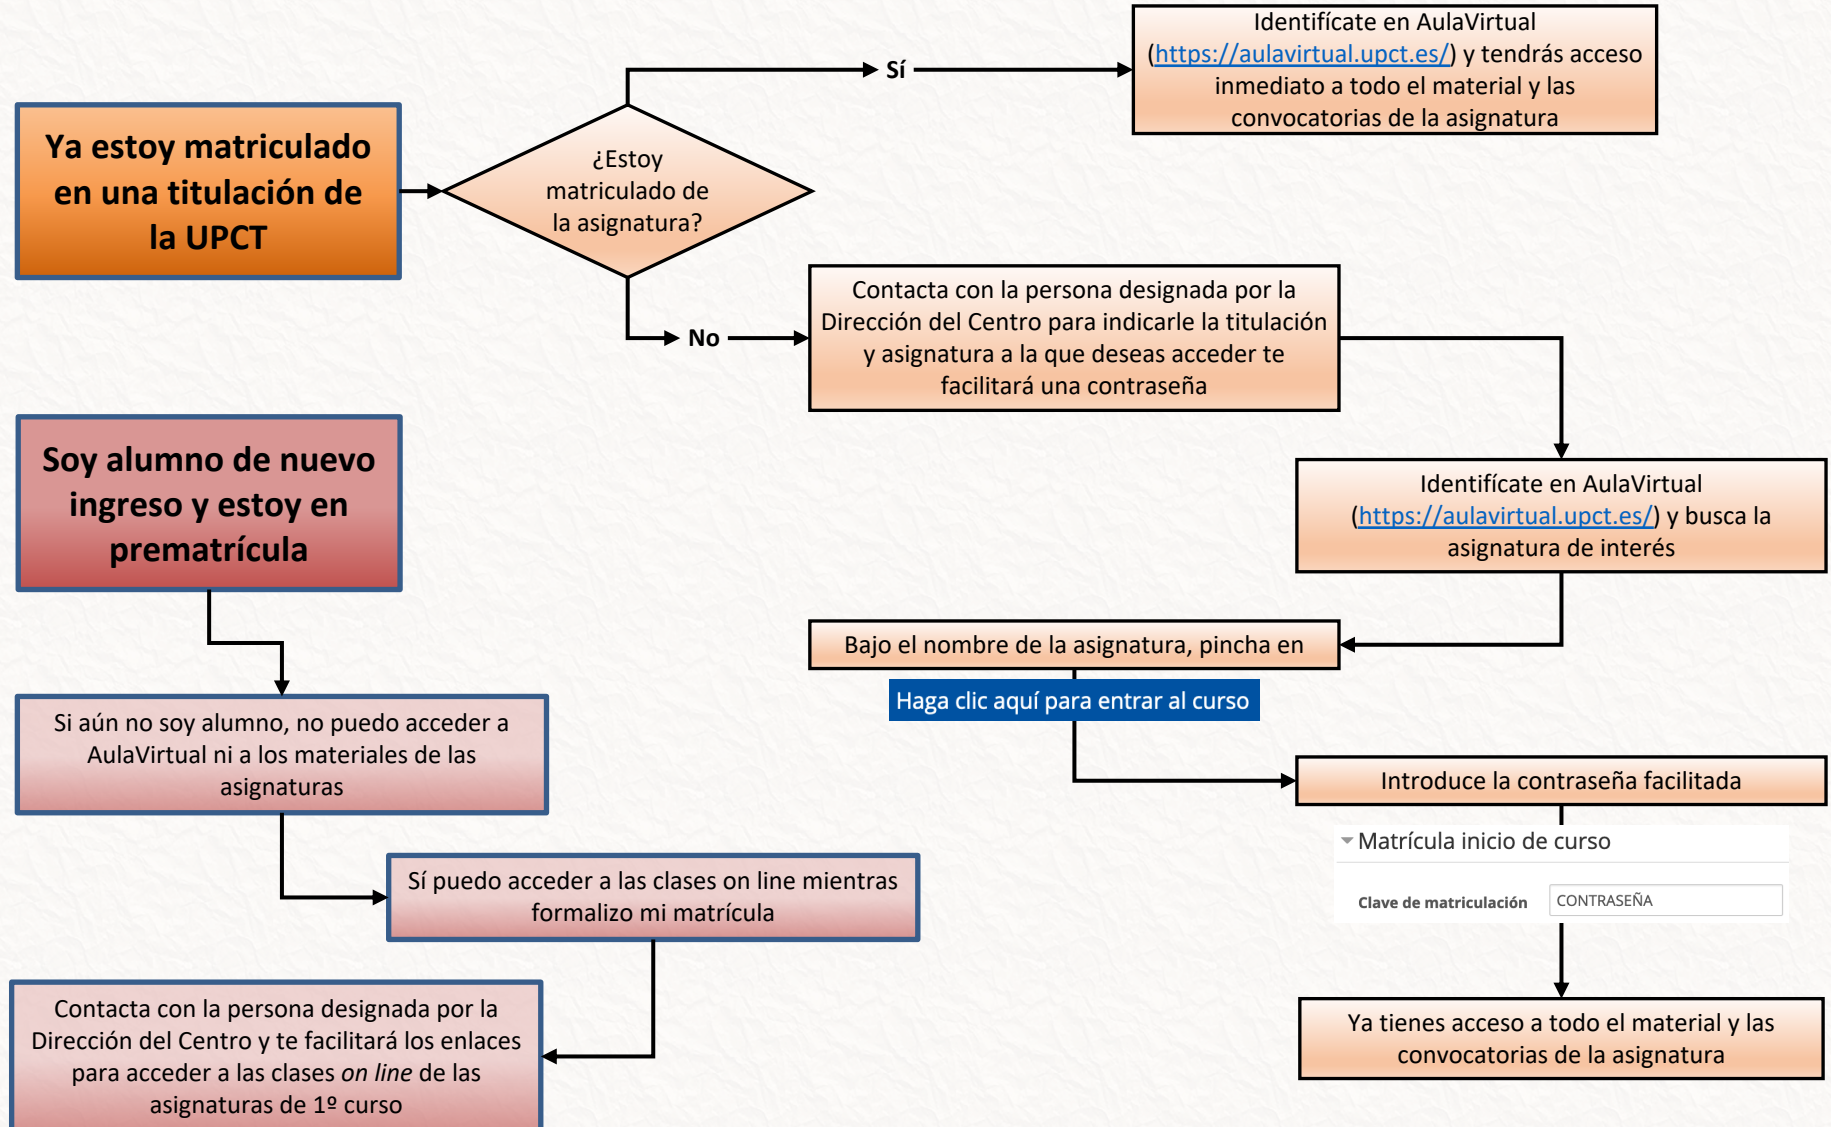 Ya estoy matriculado
en una titulación de
la UPCT
¿Estoy
matriculado de
la asignatura?
Sí
Identifícate en AulaVirtual
(https://aulavirtual.upct.es/) y tendrás acceso
inmediato a todo el material y las
convocatorias de la asignatura
No
Contacta con la persona designada por la
Dirección del Centro para indicarle la titulación
y asignatura a la que deseas acceder te
facilitará una contraseña
Identifícate en AulaVirtual
(https://aulavirtual.upct.es/) y busca la
asignatura de interés
Bajo el nombre de la asignatura, pincha en
Haga clic aquí para entrar al curso
Introduce la contraseña facilitada
Matrícula inicio de curso
Clave de matriculación CONTRASEÑA
Ya tienes acceso a todo el material y las
convocatorias de la asignatura
Soy alumno de nuevo
ingreso y estoy en
prematrícula
Si aún no soy alumno, no puedo acceder a
AulaVirtual ni a los materiales de las
asignaturas
Sí puedo acceder a las clases on line mientras
formalizo mi matrícula
Contacta con la persona designada por la
Dirección del Centro y te facilitará los enlaces
para acceder a las clases on line de las
asignaturas de 1º curso